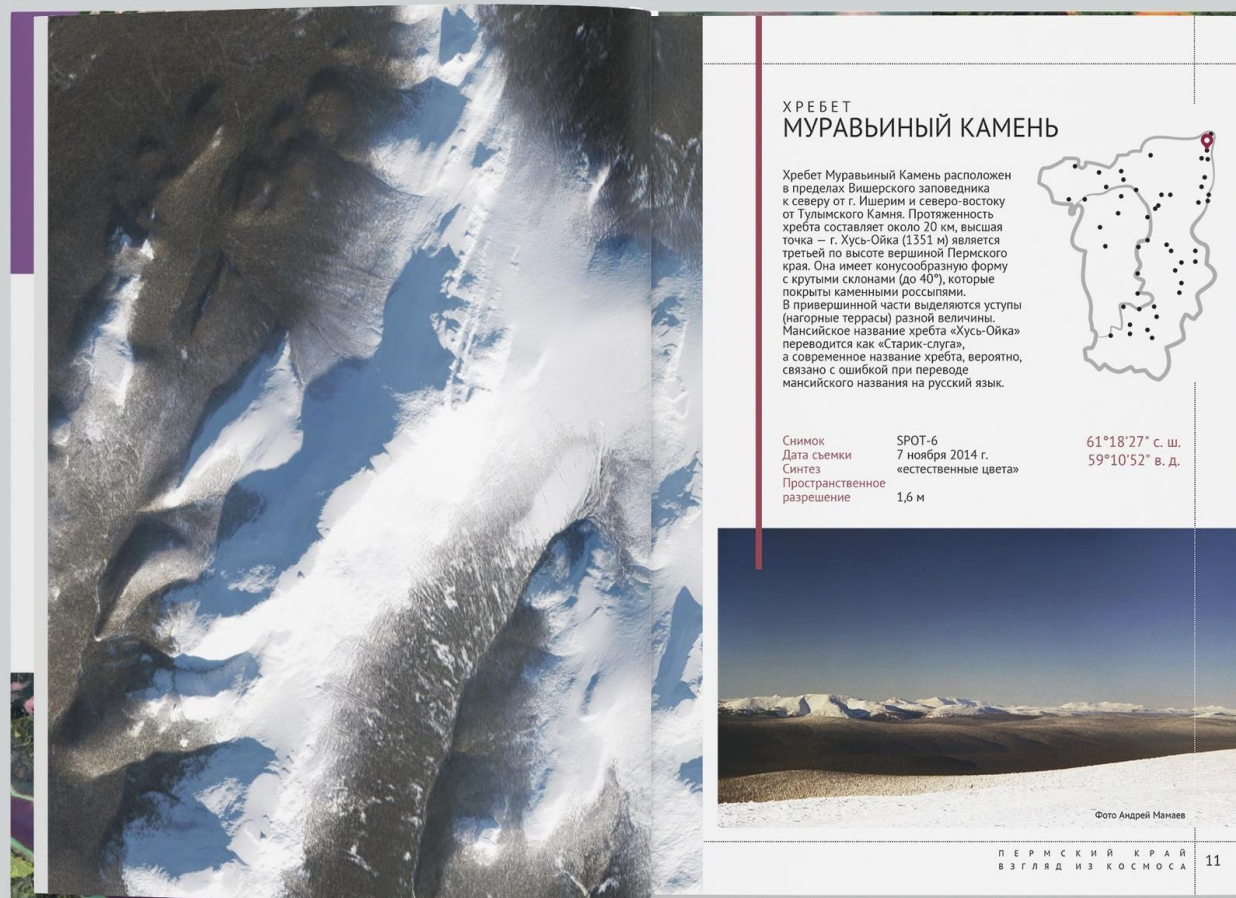 ХРЕБЕТ
МУРАВЬИНЫЙ КАМЕНЬ
Хребет Муравьиный Камень расположен
в пределах Вишерского заповедника
к северу от г. Ишерим и северо-востоку
от Тулымского Камня. Протяженность
хребта составляет около 20 км, высшая
точка — г. Хусь-Ойка (1351 м) является
третьей по высоте вершиной Пермского
края. Она имеет конусообразную форму
с крутыми склонами (до 40°), которые
покрыты каменными россыпями.
В привершинной части выделяются уступы
(нагорные террасы) разной величины.
Мансийское название хребта «Хусь-Ойка»
переводится как «Старик-слуга»,
а современное название хребта, вероятно,
связано с ошибкой при переводе
мансийского названия на русский язык.
Снимок SPOT-6
Дата съемки 7 ноября 2014 г.
Синтез «естественные цвета»
Пространственное
разрешение 1,6 м
61°18'27" с. ш.
59°10'52" в. д.
Фото Андрей Мамаев
ПЕРМСКИЙ КРАЙ
ВЗГЛЯД ИЗ КОСМОСА
11